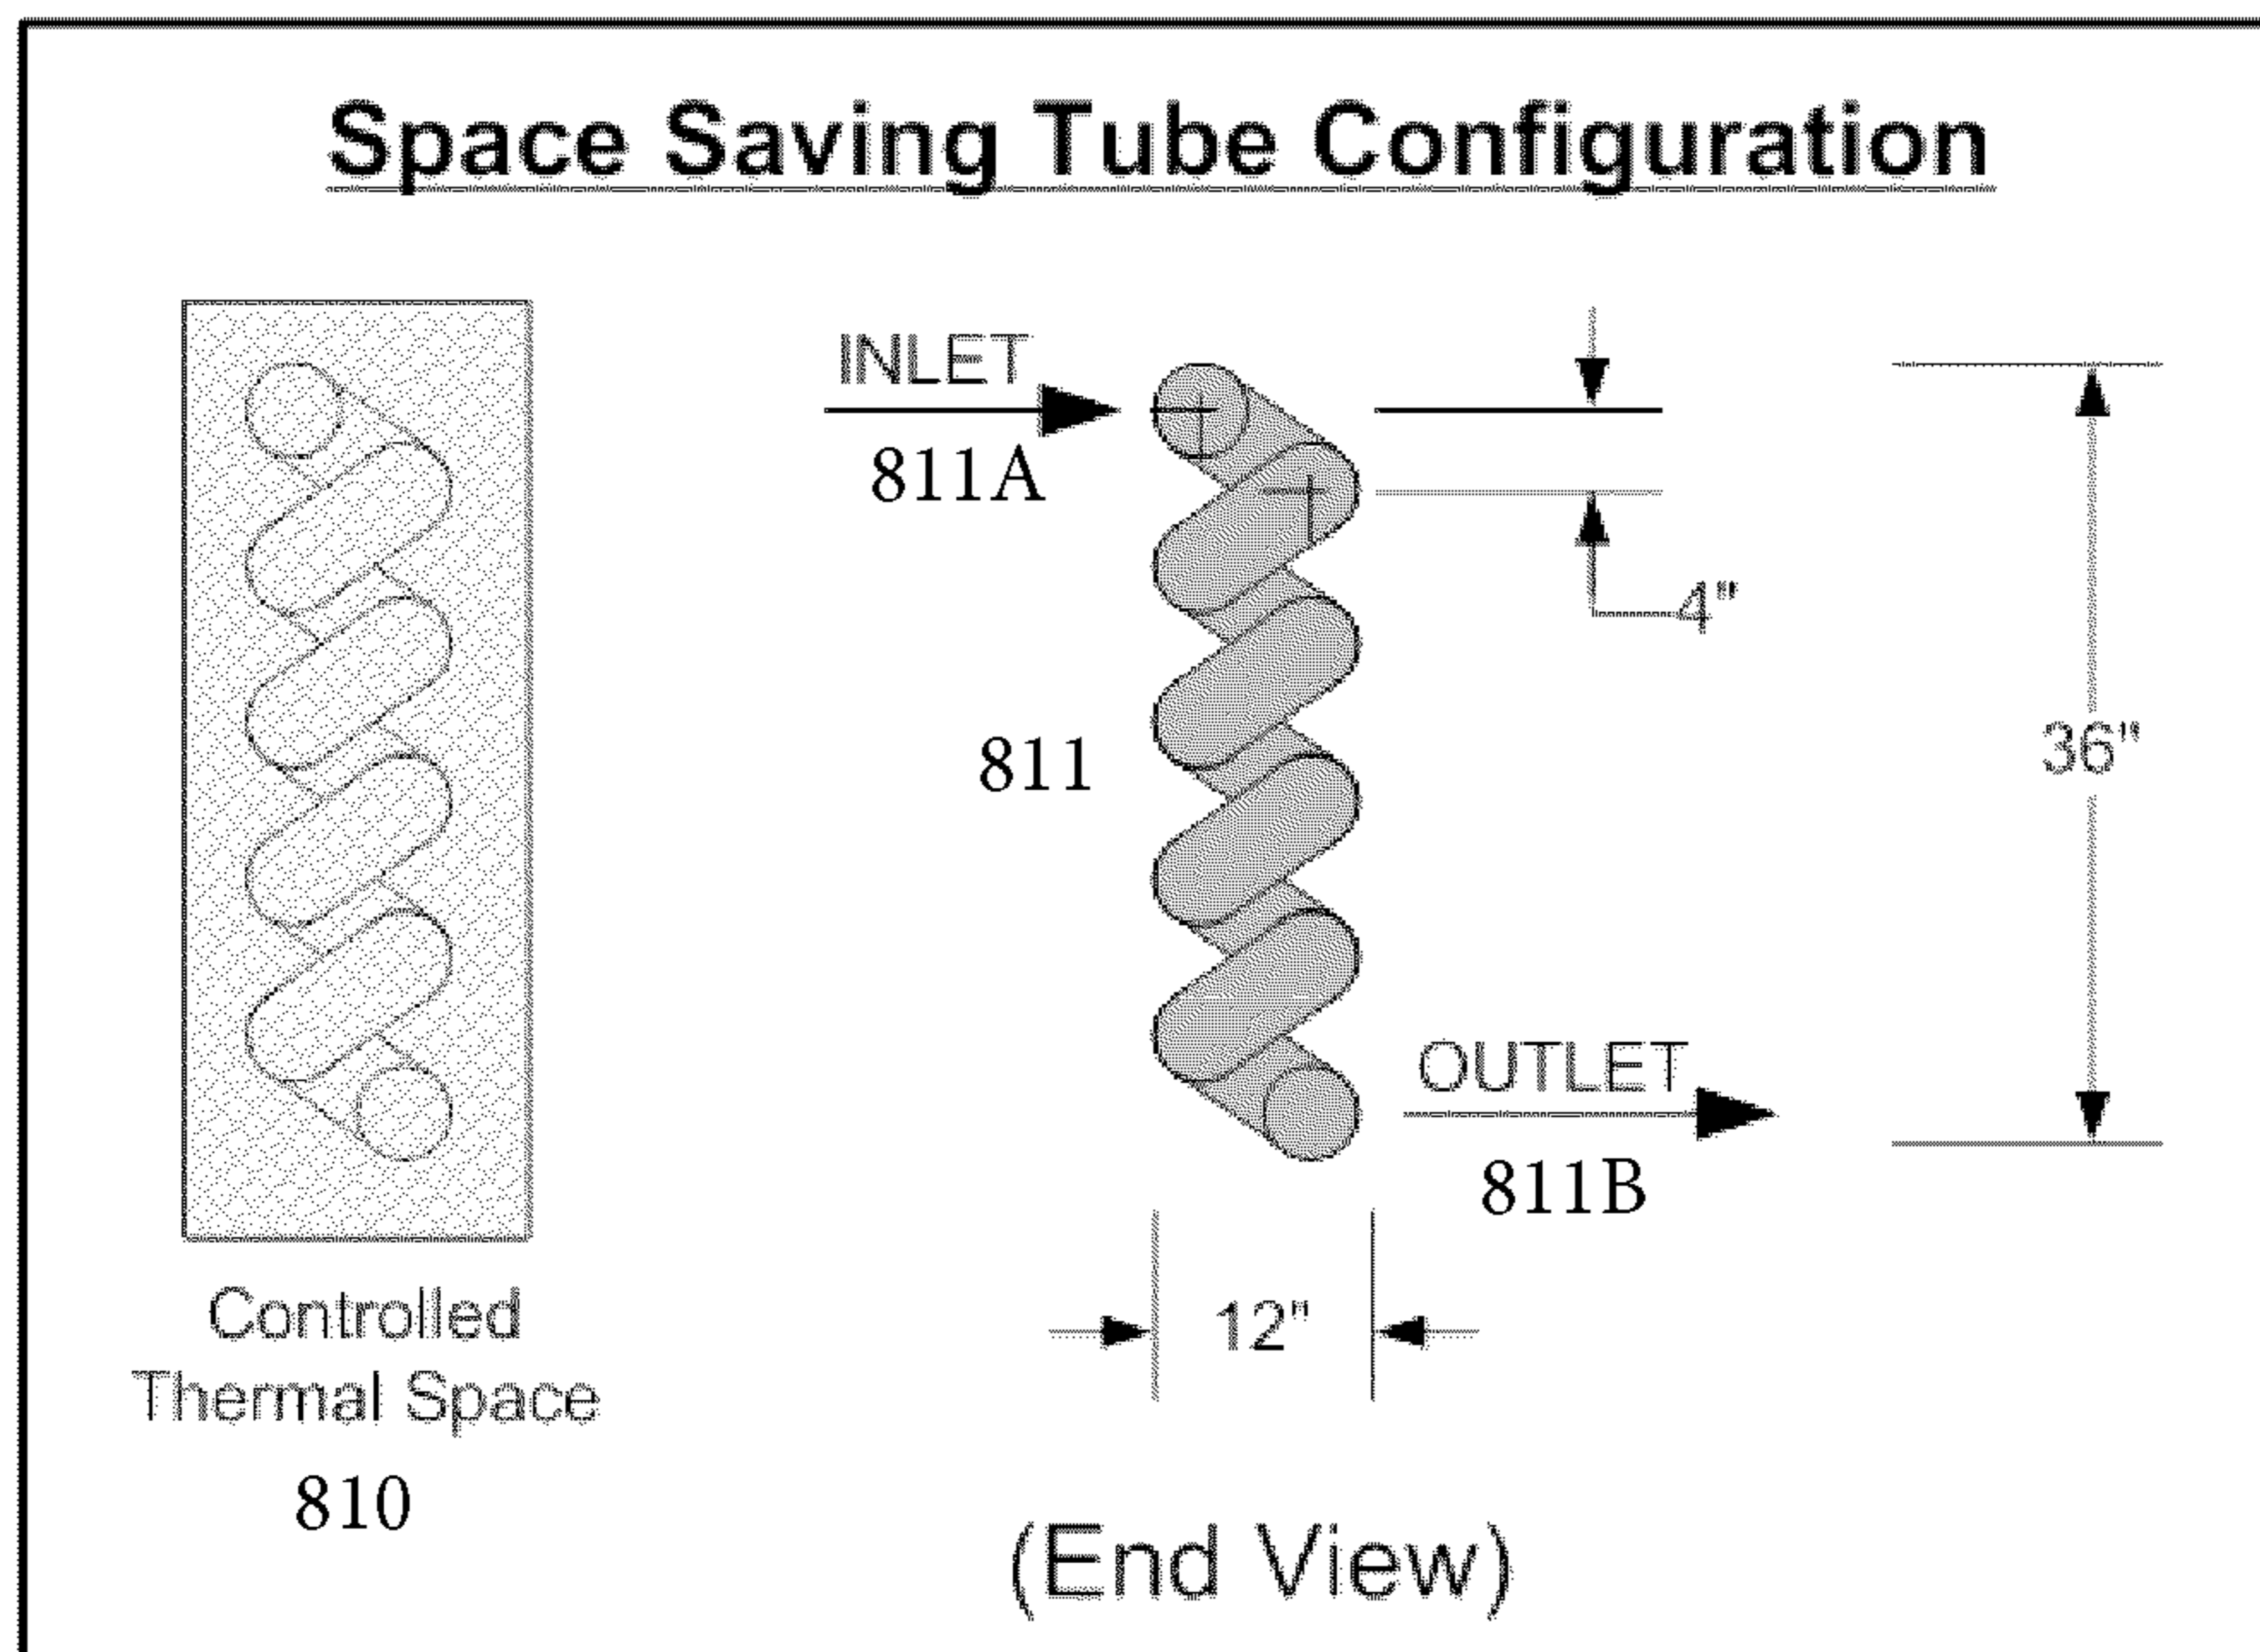 Space Saving Tube Configuration
INLET
811A
4"
36"
811
OUTLET
811B
12"
Controlled
Thermal Space
810
(End View)